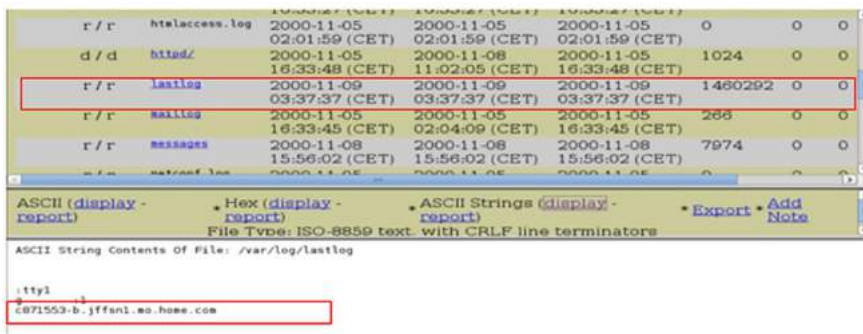 r / r htmlaccess.log 2000-11-05 2000-11-05 2000-11-05 0 0 0
02:01:59 (CET) 02:01:59 (CET) 02:01:59 (CET)
d / d httpd/ 2000-11-05 2000-11-08 2000-11-05 1024 0 0
16:33:48 (CET) 11:02:05 (CET) 16:33:48 (CET)
r / r lastlog 2000-11-09 2000-11-09 2000-11-09 1460292 0 0
03:37:37 (CET) 03:37:37 (CET) 03:37:37 (CET)
r / r maillog 2000-11-05 2000-11-08 2000-11-05 266 0 0
16:33:45 (CET) 02:04:09 (CET) 16:33:45 (CET)
r / r messages 2000-11-08 2000-11-08 2000-11-08 7974 0 0
15:56:02 (CET) 15:56:02 (CET) 15:56:02 (CET)
ASCII (display - report) * Hex (display - report) * ASCII Strings (display - report) * Export * Add Note
File Type: ISO-8859 text, with CRLF line terminators
ASCII String Contents Of File: /var/log/lastlog
:tty1
c871553-b.jffsn1.mo.home.com